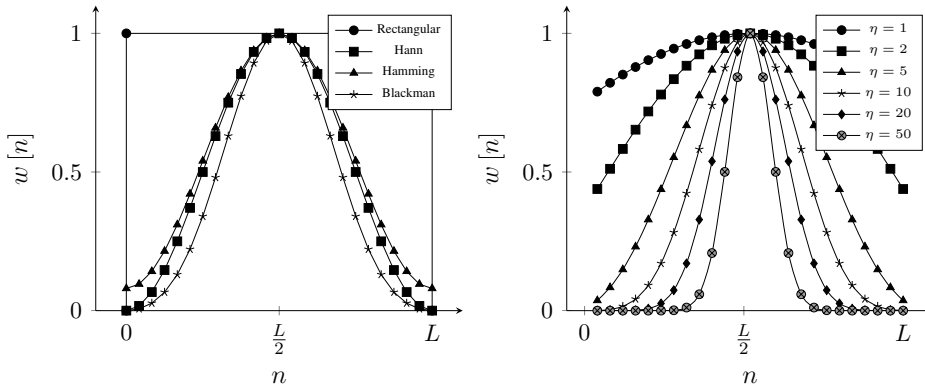 1
0.5
0
w [n]
0
L/2
L
n
Rectangular
Hann
Hamming
Blackman
1
0.5
0
w [n]
0
L/2
L
n
η = 1
η = 2
η = 5
η = 10
η = 20
η = 50